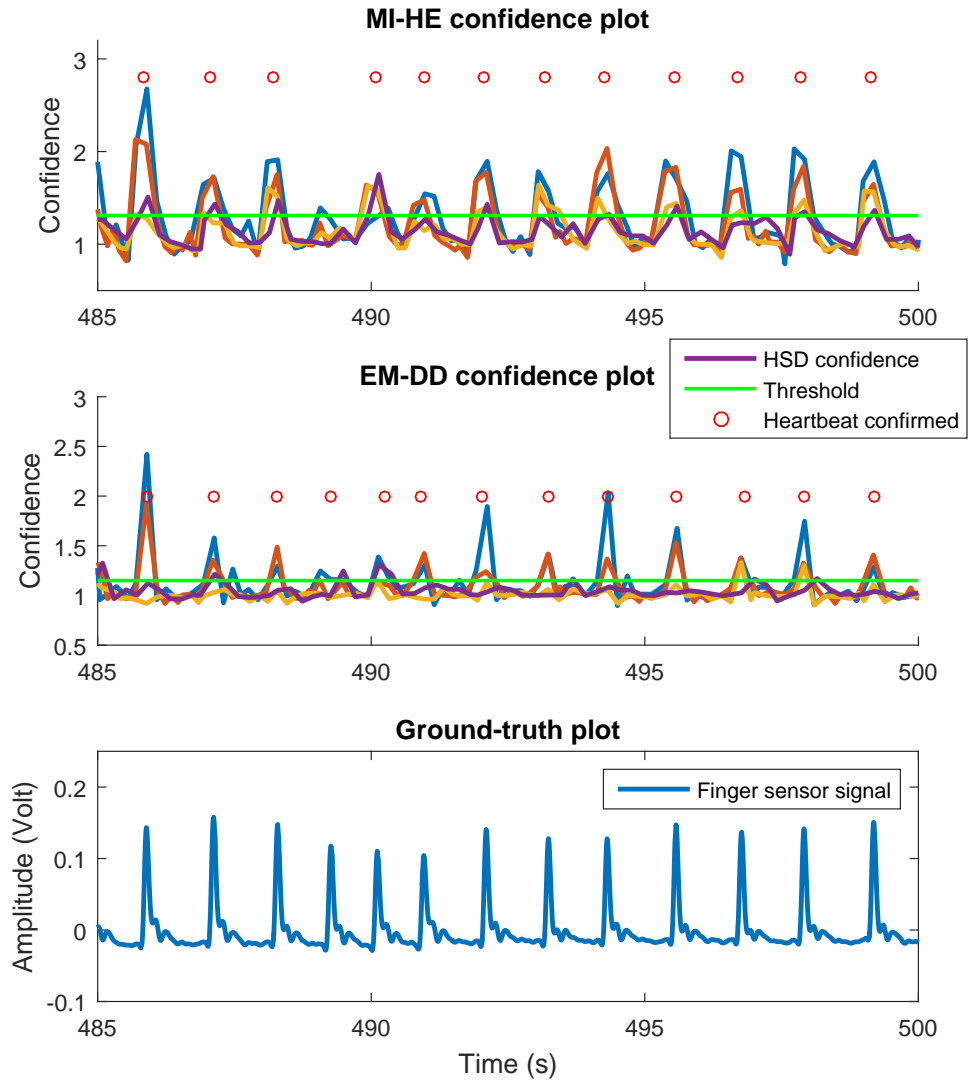 MI-HE confidence plot
3
2
1
Confidence
485
490
495
500
HSD confidence
Threshold
Heartbeat confirmed
EM-DD confidence plot
3
2.5
2
1.5
1
0.5
Confidence
485
490
495
500
Ground-truth plot
Finger sensor signal
0.2
0.1
0
-0.1
Amplitude (Volt)
485
490
495
500
Time (s)